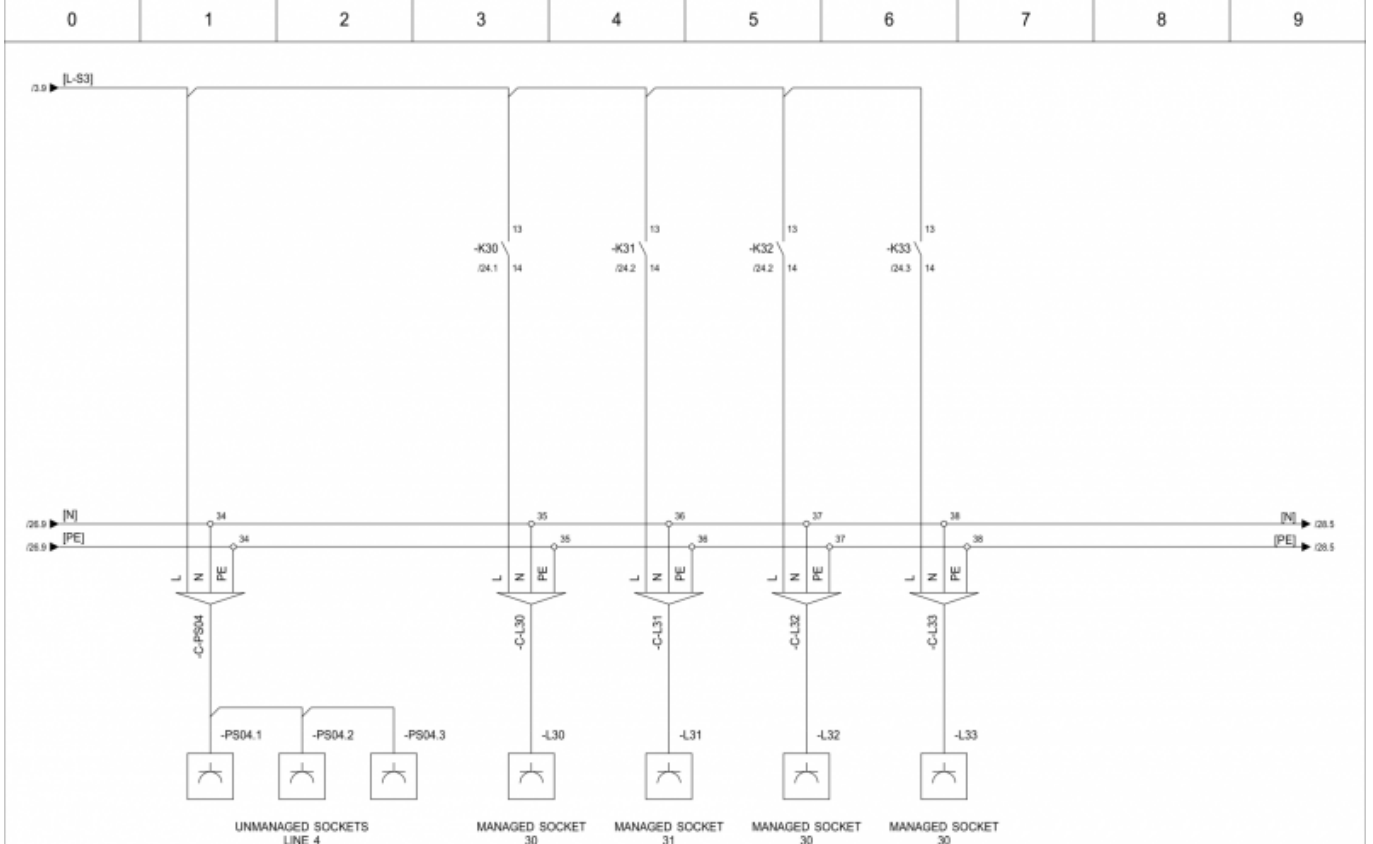 0 1 2 3 4 5 6 7 8 9
[L-S3]
/3.9
13 13 13 13
-K30 -K31 -K32 -K33
/24.1 14 /24.2 14 /24.2 14 /24.3 14
[N] 34 35 36 37 38 [N]
/26.9 /28.5
[PE] 34 35 36 37 38 [PE]
/26.9 /28.5
L N PE L N PE L N PE L N PE L N PE
-C-PS04 -C-L30 -C-L31 -C-L32 -C-L33
-PS04.1 -PS04.2 -PS04.3 -L30 -L31 -L32 -L33
UNMANAGED SOCKETS MANAGED SOCKET MANAGED SOCKET MANAGED SOCKET MANAGED SOCKET
LINE 4 30 31 30 30